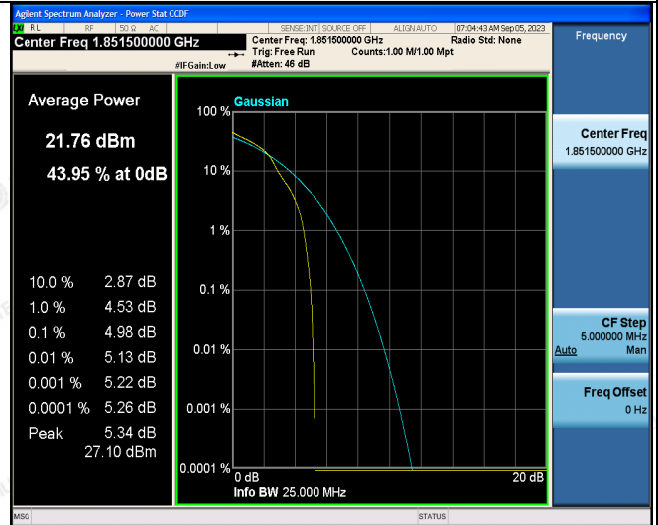 Agilent Spectrum Analyzer - Power Stat CCDF
RL RF 50 Ω AC SENSE:INT SOURCE OFF ALIGN AUTO 07:04:43 AM Sep 05, 2023
Center Freq 1.851500000 GHz
Center Freq: 1.851500000 GHz Radio Std: None
Trig: Free Run Counts:1.00 M/1.00 Mpt
#IFGain:Low #Atten: 46 dB
Frequency
Average Power
21.76 dBm
43.95 % at 0dB
10.0 % 2.87 dB
1.0 % 4.53 dB
0.1 % 4.98 dB
0.01 % 5.13 dB
0.001 % 5.22 dB
0.0001 % 5.26 dB
Peak 5.34 dB
27.10 dBm
Gaussian
100 %
10 %
1 %
0.1 %
0.01 %
0.001 %
0.0001 %
0 dB 20 dB
Info BW 25.000 MHz
Center Freq
1.851500000 GHz
CF Step
5.000000 MHz
Auto Man
Freq Offset
0 Hz
MSG STATUS